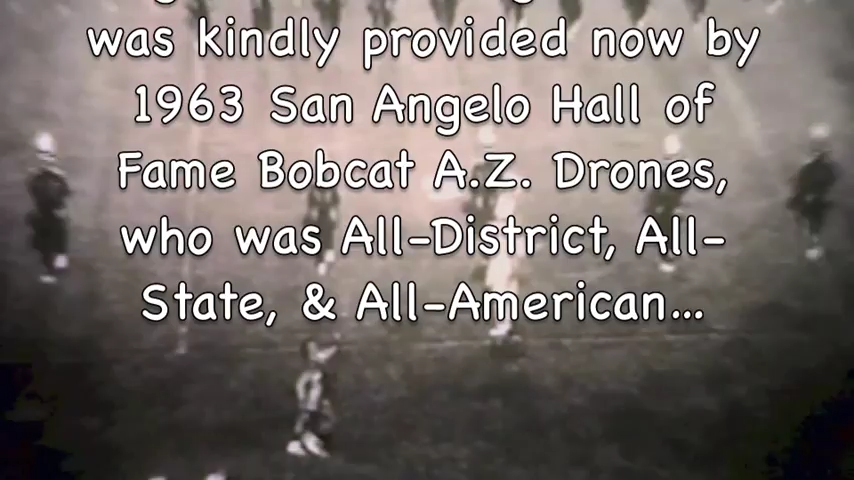 was kindly provided now by
1963 San Angelo Hall of
Fame Bobcat A.Z. Drones,
who was All-District, All-
State, & All-American...